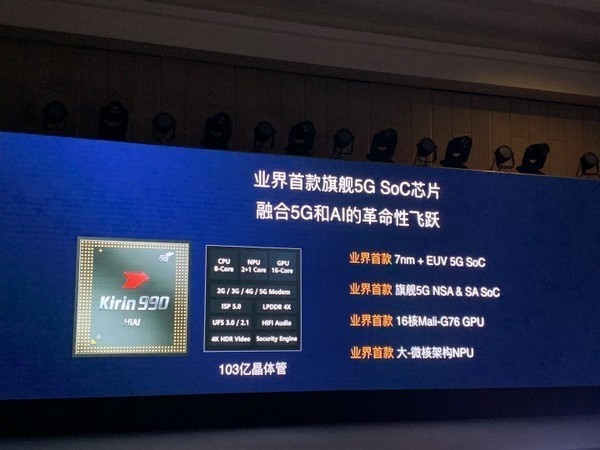 业界首款旗舰5G SoC芯片
融合5G和AI的革命性飞跃
5G
Kirin 990
HiAI
CPU
8-Core
NPU
2+1 Core
GPU
16-Core
2G / 3G / 4G / 5G Modem
ISP 5.0
LPDDR 4X
UFS 3.0 / 2.1
HiFi Audio
4K HDR Video
Security Engine
103亿晶体管
业界首款 7nm + EUV 5G SoC
业界首款 旗舰5G NSA & SA SoC
业界首款 16核Mali-G76 GPU
业界首款 大-微核架构NPU